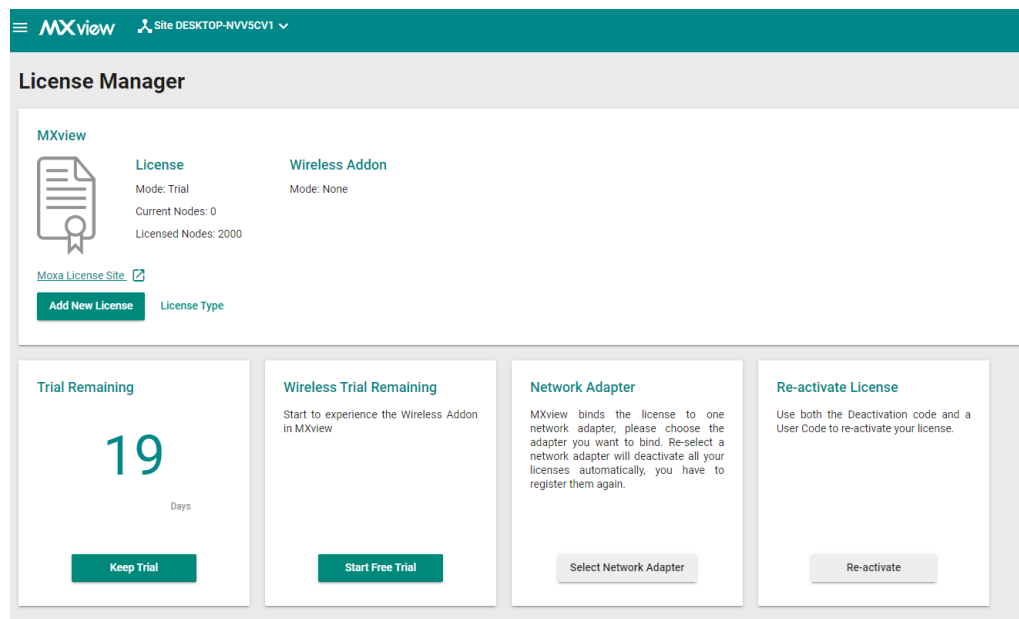 MXview Site DESKTOP-NVV5CV1
License Manager
MXview
License
Mode: Trial
Current Nodes: 0
Licensed Nodes: 2000
Wireless Addon
Mode: None
Moxa License Site
Add New License
License Type
Trial Remaining
19
Days
Keep Trial
Wireless Trial Remaining
Start to experience the Wireless Addon
in MXview
Start Free Trial
Network Adapter
MXview binds the license to one
network adapter, please choose the
adapter you want to bind. Re-select a
network adapter will deactivate all your
licenses automatically, you have to
register them again.
Select Network Adapter
Re-activate License
Use both the Deactivation code and a
User Code to re-activate your license.
Re-activate